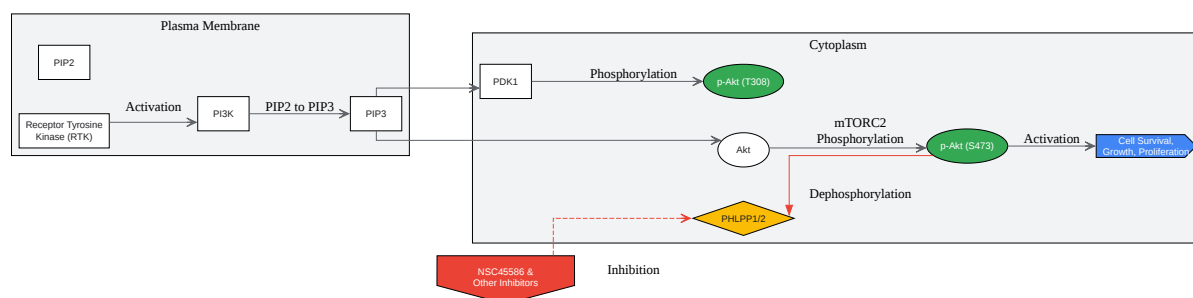 Plasma Membrane
PIP2
Receptor Tyrosine
Kinase (RTK)
Activation
PI3K
PIP2 to PIP3
PIP3
Cytoplasm
PDK1
Phosphorylation
p-Akt (T308)
Akt
mTORC2
Phosphorylation
p-Akt (S473)
Activation
Cell Survival,
Growth, Proliferation
Dephosphorylation
PHLPP1/2
NSC45586 &
Other Inhibitors
Inhibition